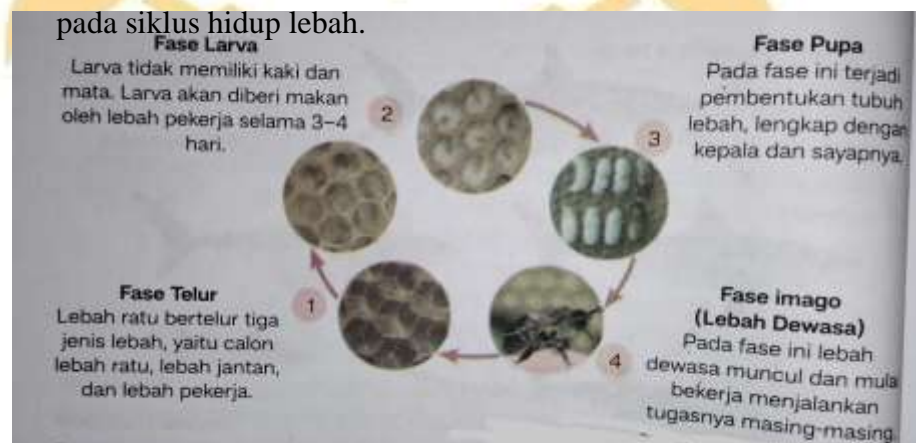 pada siklus hidup lebah.
Fase Larva
Larva tidak memiliki kaki dan
mata. Larva akan diberi makan
oleh lebah pekerja selama 3–4
hari.
2
Fase Pupa
Pada fase ini terjadi
pembentukan tubuh
lebah, lengkap dengan
kepala dan sayapnya.
3
Fase Telur
Lebah ratu bertelur tiga
jenis lebah, yaitu calon
lebah ratu, lebah jantan,
dan lebah pekerja.
1
Fase imago
(Lebah Dewasa)
Pada fase ini lebah
dewasa muncul dan mula
bekerja menjalankan
tugasnya masing-masing
4